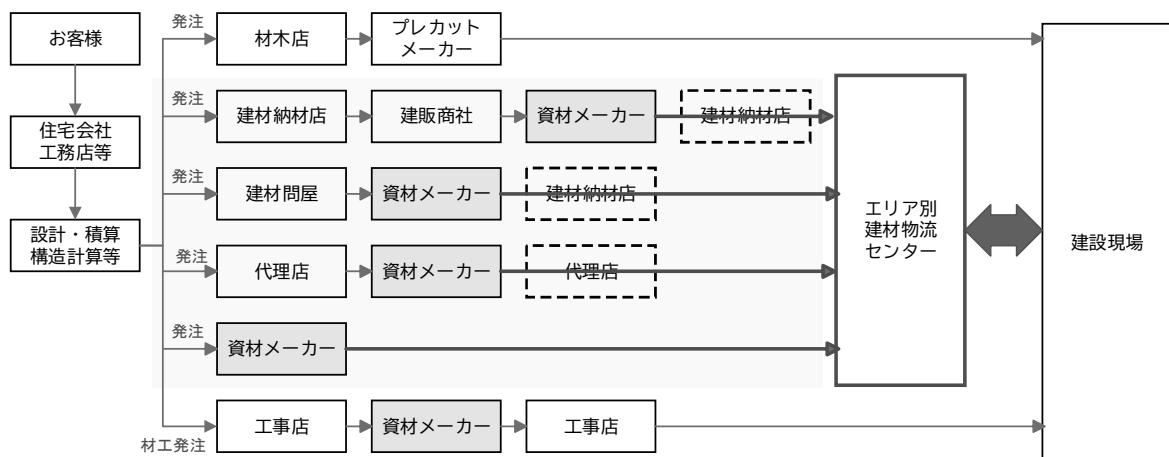 お客様
住宅会社
工務店等
設計・積算
構造計算等
発注
材木店
プレカット
メーカー
発注
建材納材店
建販商社
資材メーカー
建材納材店
発注
建材問屋
資材メーカー
建材納材店
発注
代理店
資材メーカー
代理店
発注
資材メーカー
材工発注
工事店
資材メーカー
工事店
エリア別
建材物流
センター
建設現場